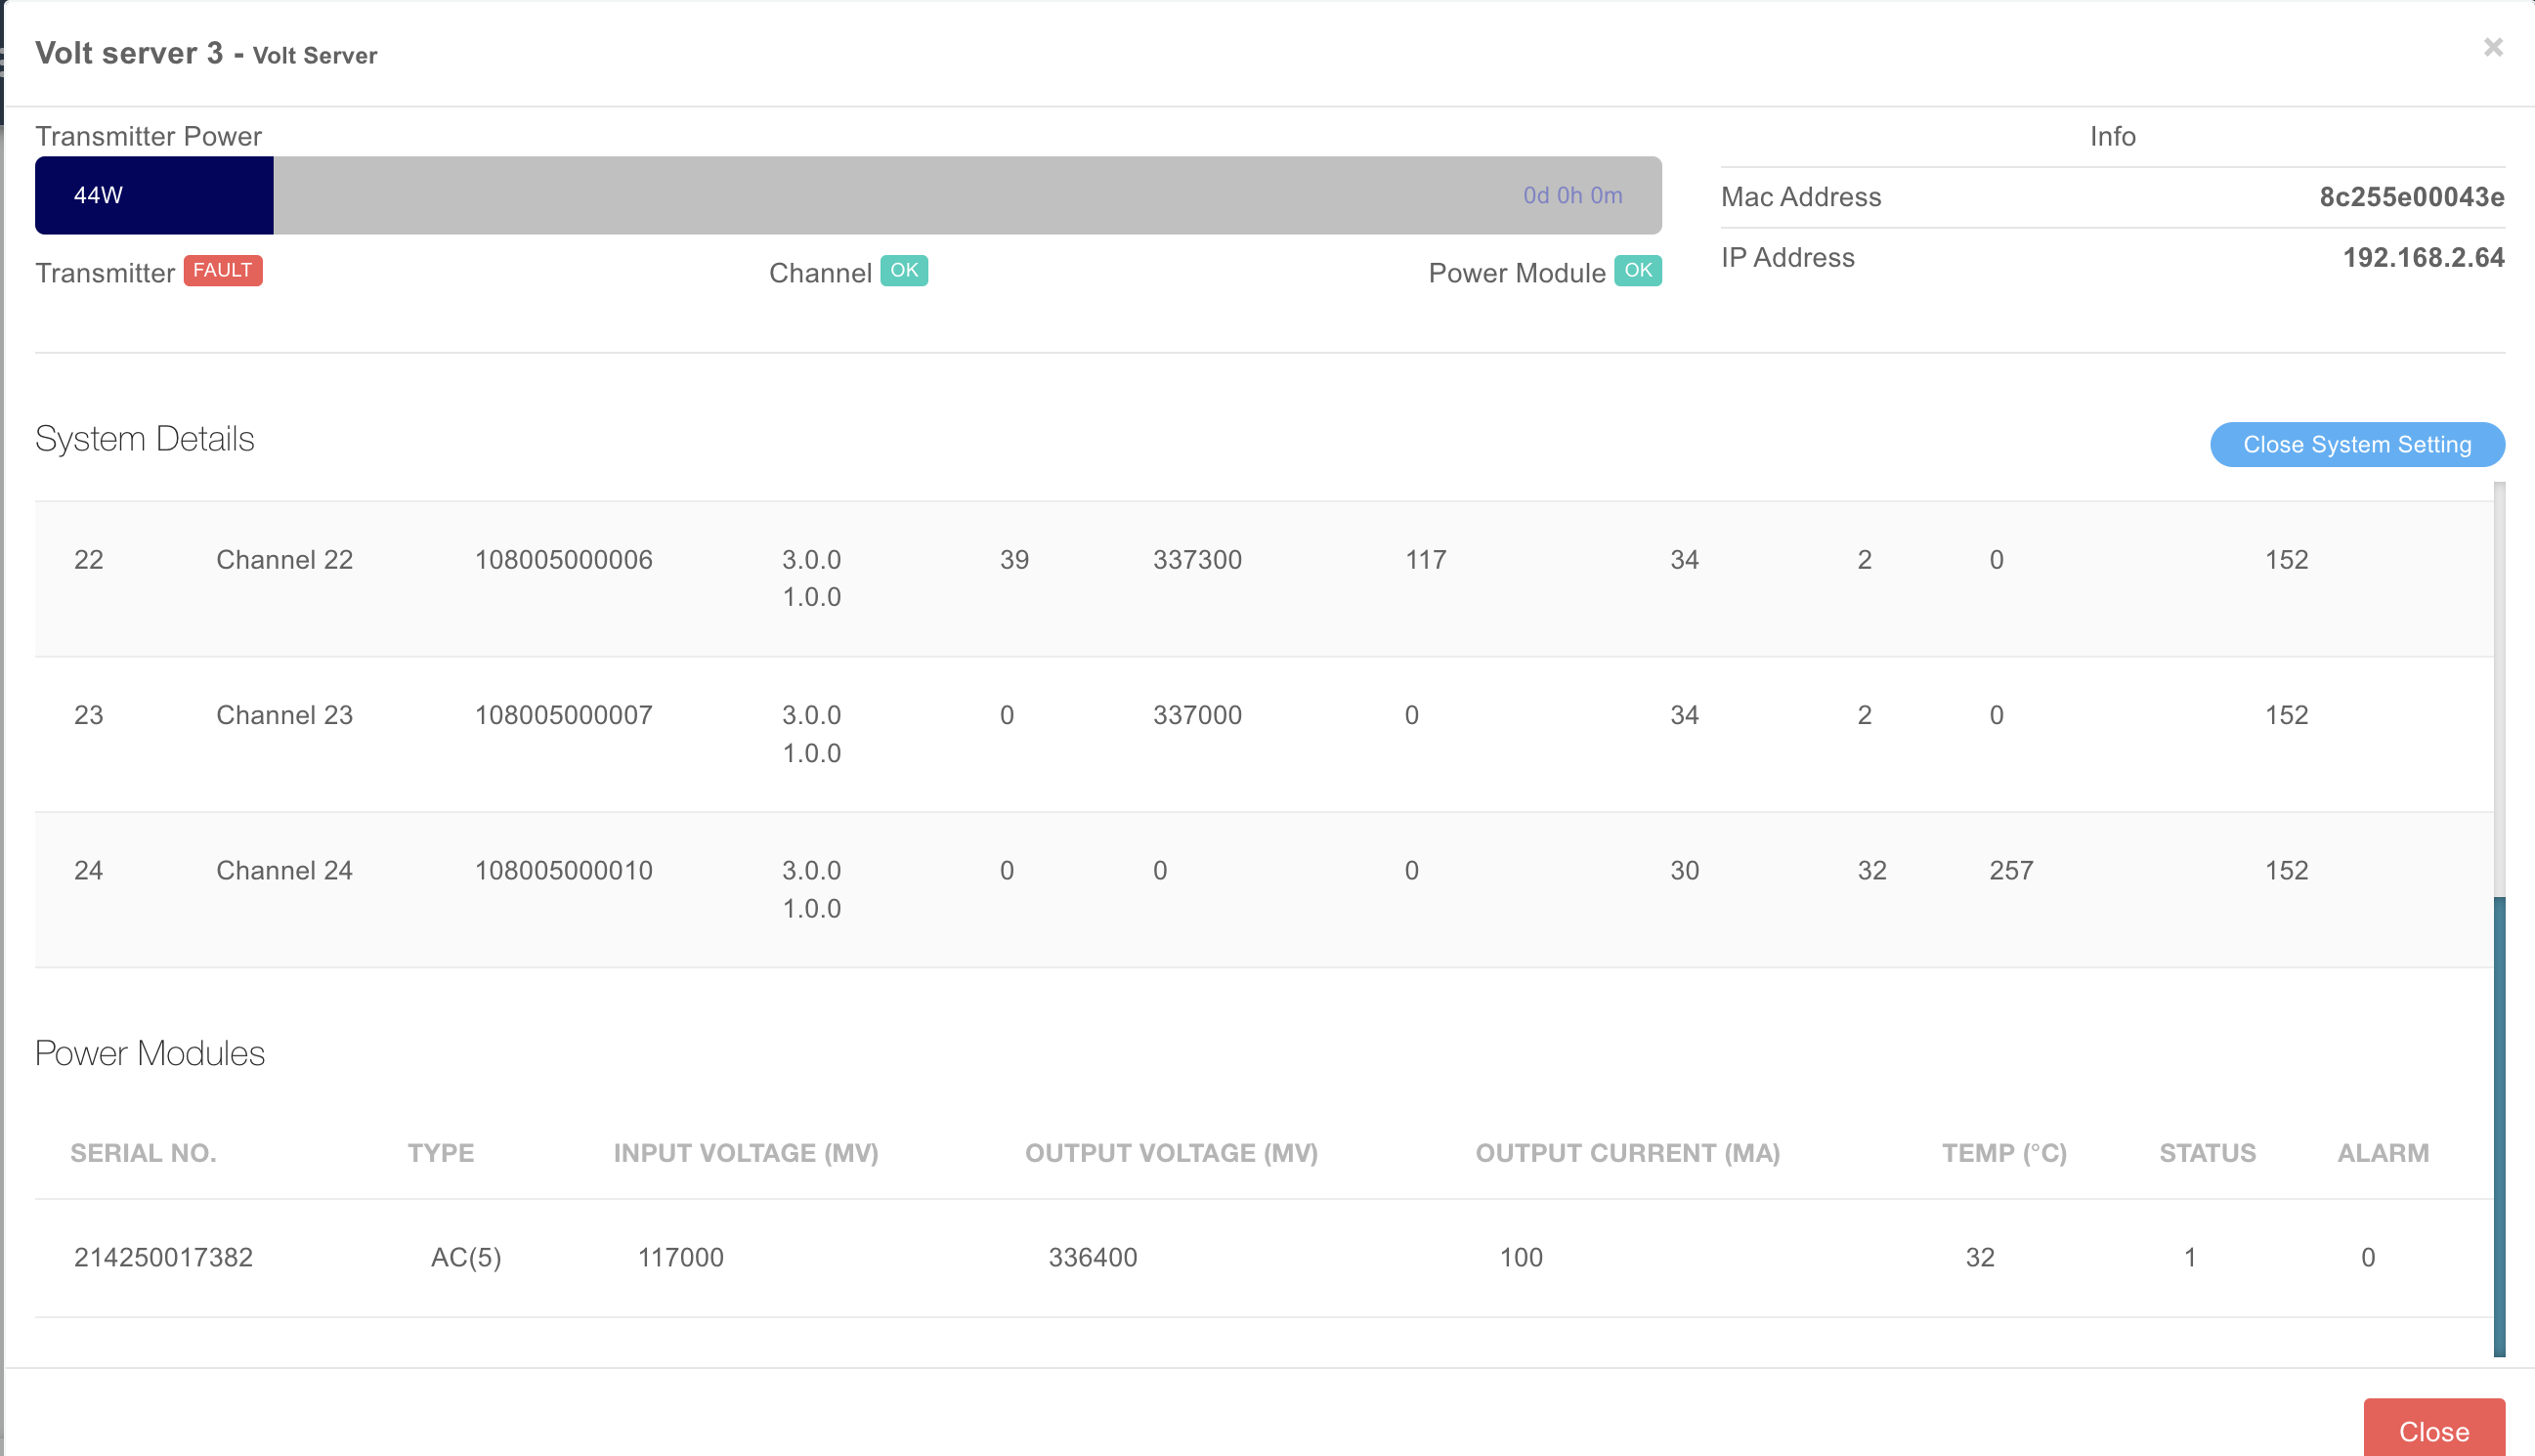 Volt server 3 - Volt Server
×
Transmitter Power
44W
0d 0h 0m
Transmitter FAULT
Channel OK
Power Module OK
Info
Mac Address 8c255e00043e
IP Address 192.168.2.64
System Details
Close System Setting
22 Channel 22 108005000006 3.0.0 39 337300 117 34 2 0 152
1.0.0
23 Channel 23 108005000007 3.0.0 0 337000 0 34 2 0 152
1.0.0
24 Channel 24 108005000010 3.0.0 0 0 0 30 32 257 152
1.0.0
Power Modules
SERIAL NO. TYPE INPUT VOLTAGE (MV) OUTPUT VOLTAGE (MV) OUTPUT CURRENT (MA) TEMP (°C) STATUS ALARM
214250017382 AC(5) 117000 336400 100 32 1 0
Close